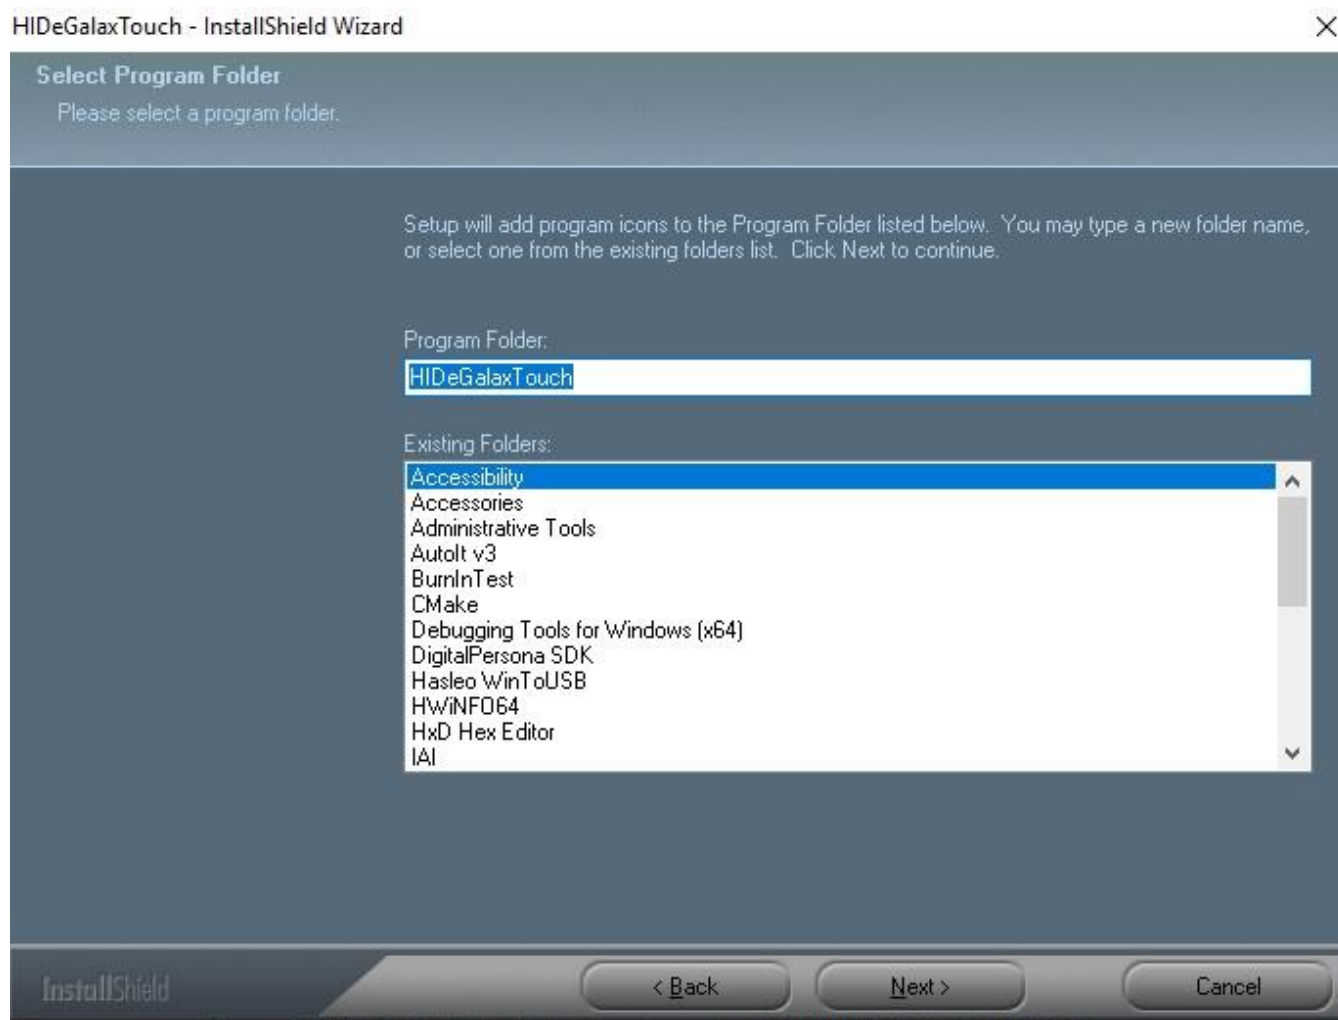 HIDeGalaxTouch - InstallShield Wizard
Select Program Folder
Please select a program folder.
Setup will add program icons to the Program Folder listed below. You may type a new folder name,
or select one from the existing folders list. Click Next to continue.
Program Folder:
HIDeGalaxTouch
Existing Folders:
Accessibility
Accessories
Administrative Tools
AutoIt v3
BurnInTest
CMake
Debugging Tools for Windows (x64)
DigitalPersona SDK
Hasleo WinToUSB
HWiNFO64
HxD Hex Editor
IAI
InstallShield
< Back
Next >
Cancel